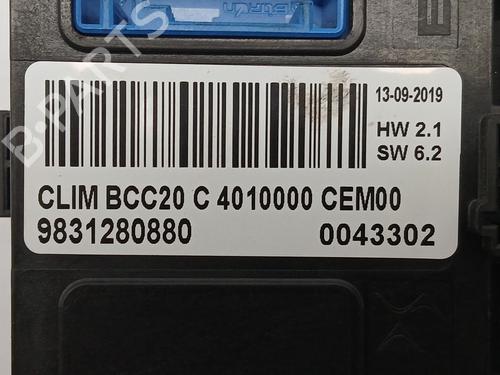 B-PARTS
13-09-2019
HW 2.1
SW 6.2
CLIM BCC20 C 4010000 CEM00
9831280880 0043302